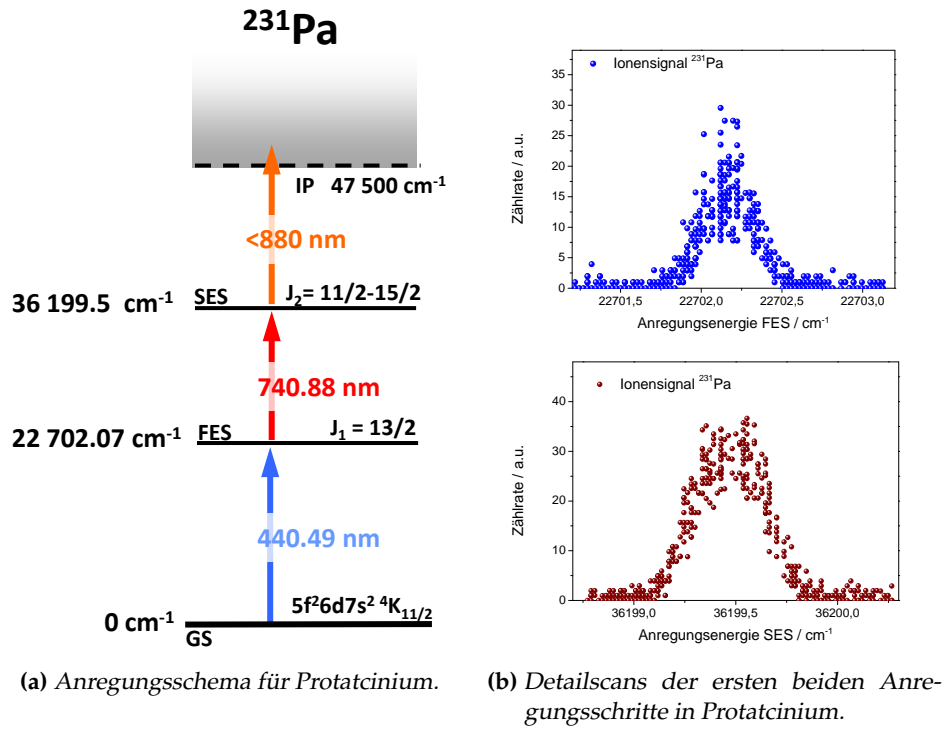 ²³¹Pa
IP 47 500 cm⁻¹
<880 nm
36 199.5 cm⁻¹
SES
J₂= 11/2-15/2
740.88 nm
22 702.07 cm⁻¹
FES
J₁ = 13/2
440.49 nm
5f²6d7s² ⁴K₁₁/₂
0 cm⁻¹
GS
(a) Anregungsschema für Protatcinium.
Ionensignal ²³¹Pa
Zählrate / a.u.
35
30
25
20
15
10
5
0
22701,5
22702,0
22702,5
22703,0
Anregungsenergie FES / cm⁻¹
Ionensignal ²³¹Pa
Zählrate / a.u.
40
30
20
10
0
36199,0
36199,5
36200,0
Anregungsenergie SES / cm⁻¹
(b) Detailscans der ersten beiden Anre-
gungsschritte in Protatcinium.